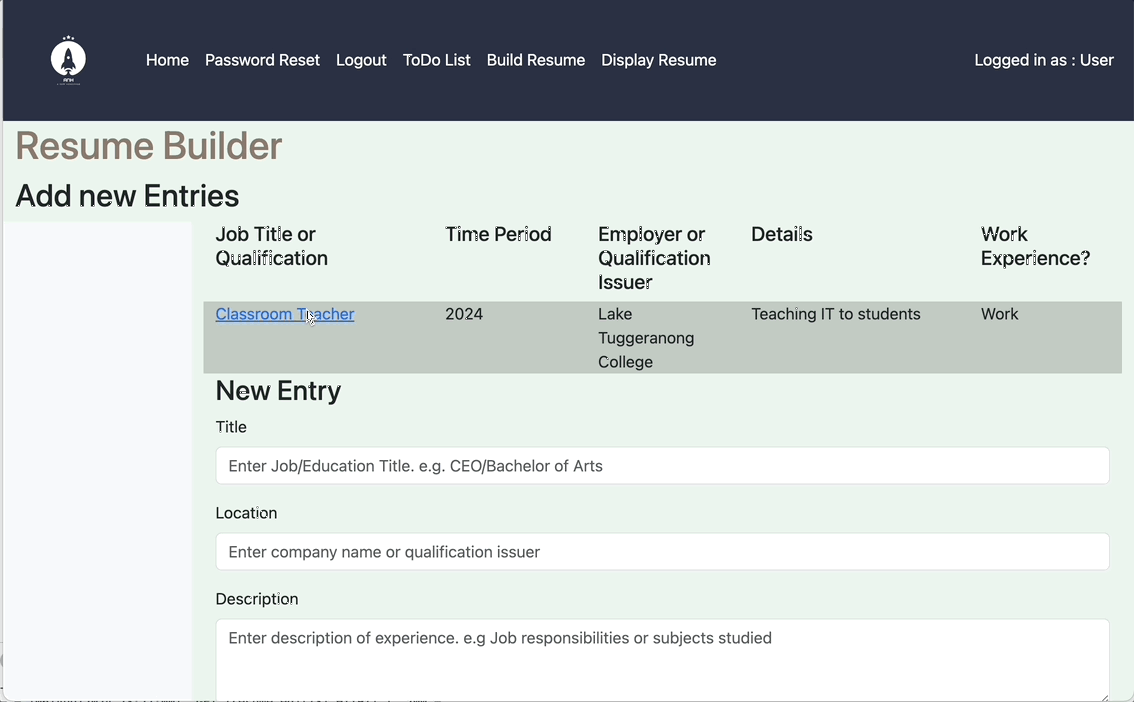 Home Password Reset Logout ToDo List Build Resume Display Resume Logged in as : User
Resume Builder
Add new Entries
Job Title or Qualification
Time Period
Employer or Qualification Issuer
Details
Work Experience?
Classroom Teacher
2024
Lake Tuggeranong College
Teaching IT to students
Work
New Entry
Title
Enter Job/Education Title. e.g. CEO/Bachelor of Arts
Location
Enter company name or qualification issuer
Description
Enter description of experience. e.g Job responsibilities or subjects studied